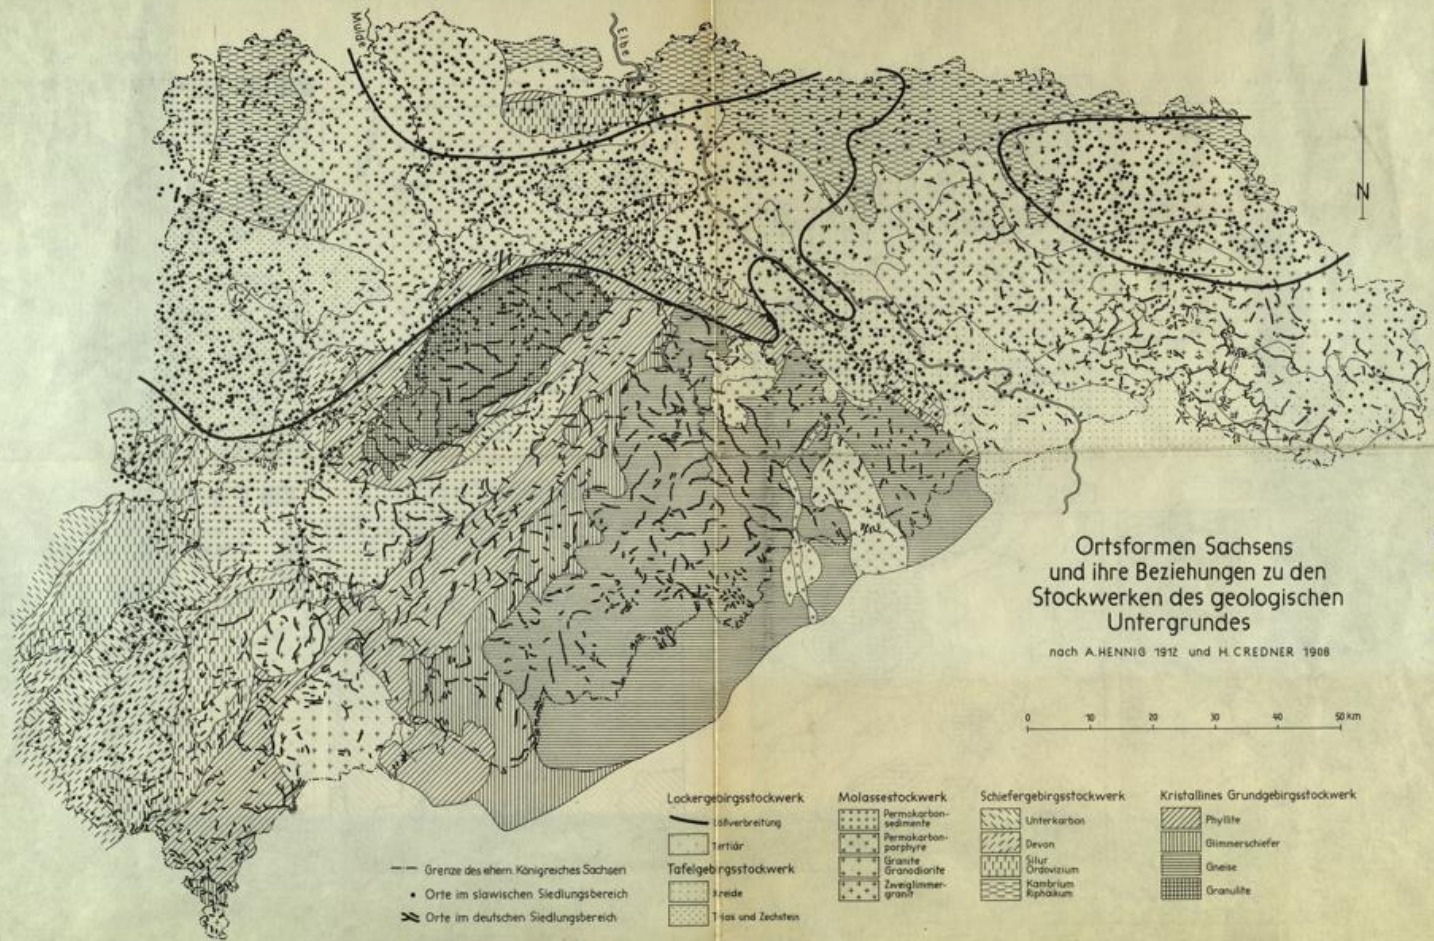 Mulde
Elbe
N
Ortsformen Sachsens
und ihre Beziehungen zu den
Stockwerken des geologischen
Untergrundes
nach A. HENNIG 1912 und H. CREDNER 1908
0 10 20 30 40 50 km
Grenze des ehem. Königreiches Sachsen
Orte im slawischen Siedlungsbereich
Orte im deutschen Siedlungsbereich
Lockergebirgsstockwerk
Lößverbreitung
Tertiär
Tafelgebirgsstockwerk
Kreide
Trias und Zechstein
Molassestockwerk
Permokarbon-
sedimente
Permokarbon-
porphyre
Granite
Granodiorite
Zweiglimmer-
granit
Schiefergebirgsstockwerk
Unterkarbon
Devon
Silur
Ordovizium
Kambrium
Riphäikum
Kristallines Grundgebirgsstockwerk
Phyllite
Glimmerschiefer
Gneise
Granulite